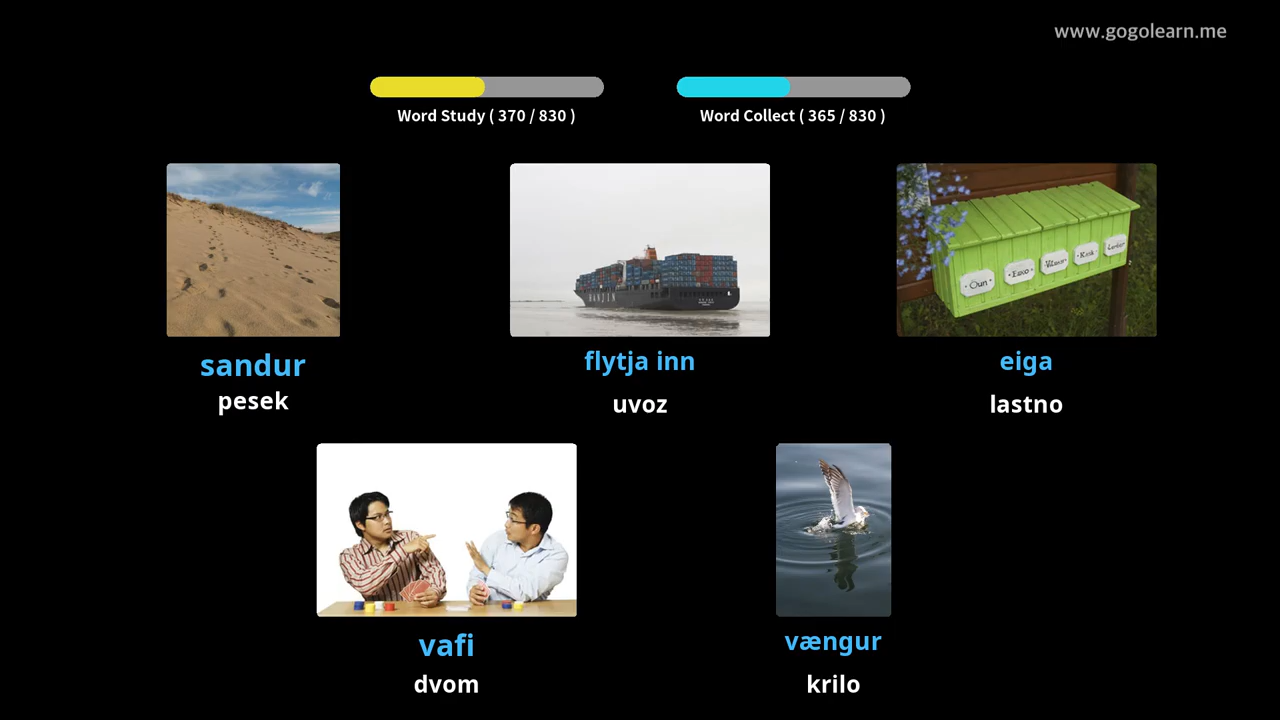 www.gogolearn.me
Word Study ( 370 / 830 )
Word Collect ( 365 / 830 )
Oun
sandur
pesek
flytja inn
uvoz
eiga
lastno
vafi
dvom
vængur
krilo